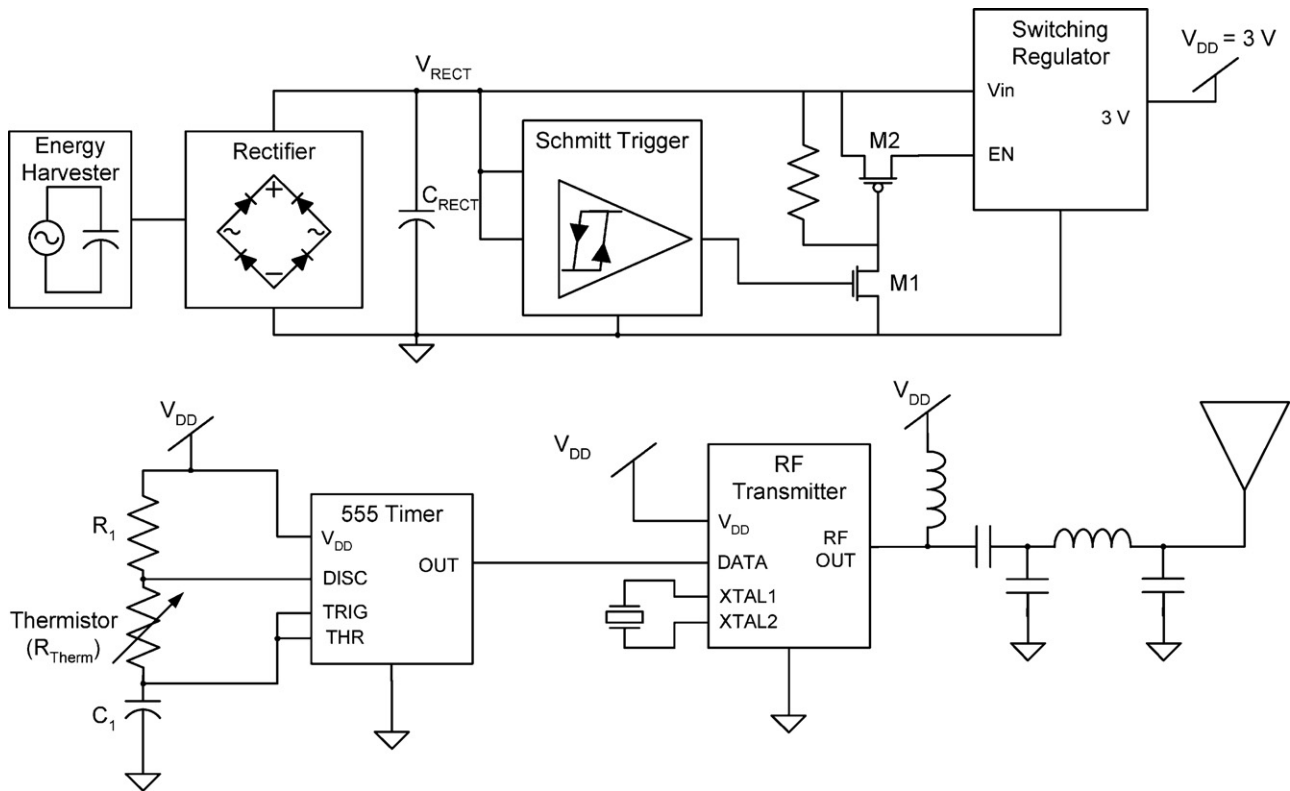 Energy
Harvester
Rectifier
V_RECT
C_RECT
Schmitt Trigger
M2
M1
Switching
Regulator
Vin
EN
3 V
V_DD = 3 V
V_DD
R_1
Thermistor
(R_Therm)
C_1
555 Timer
V_DD
DISC
TRIG
THR
OUT
V_DD
RF
Transmitter
V_DD
DATA
XTAL1
XTAL2
RF
OUT
V_DD